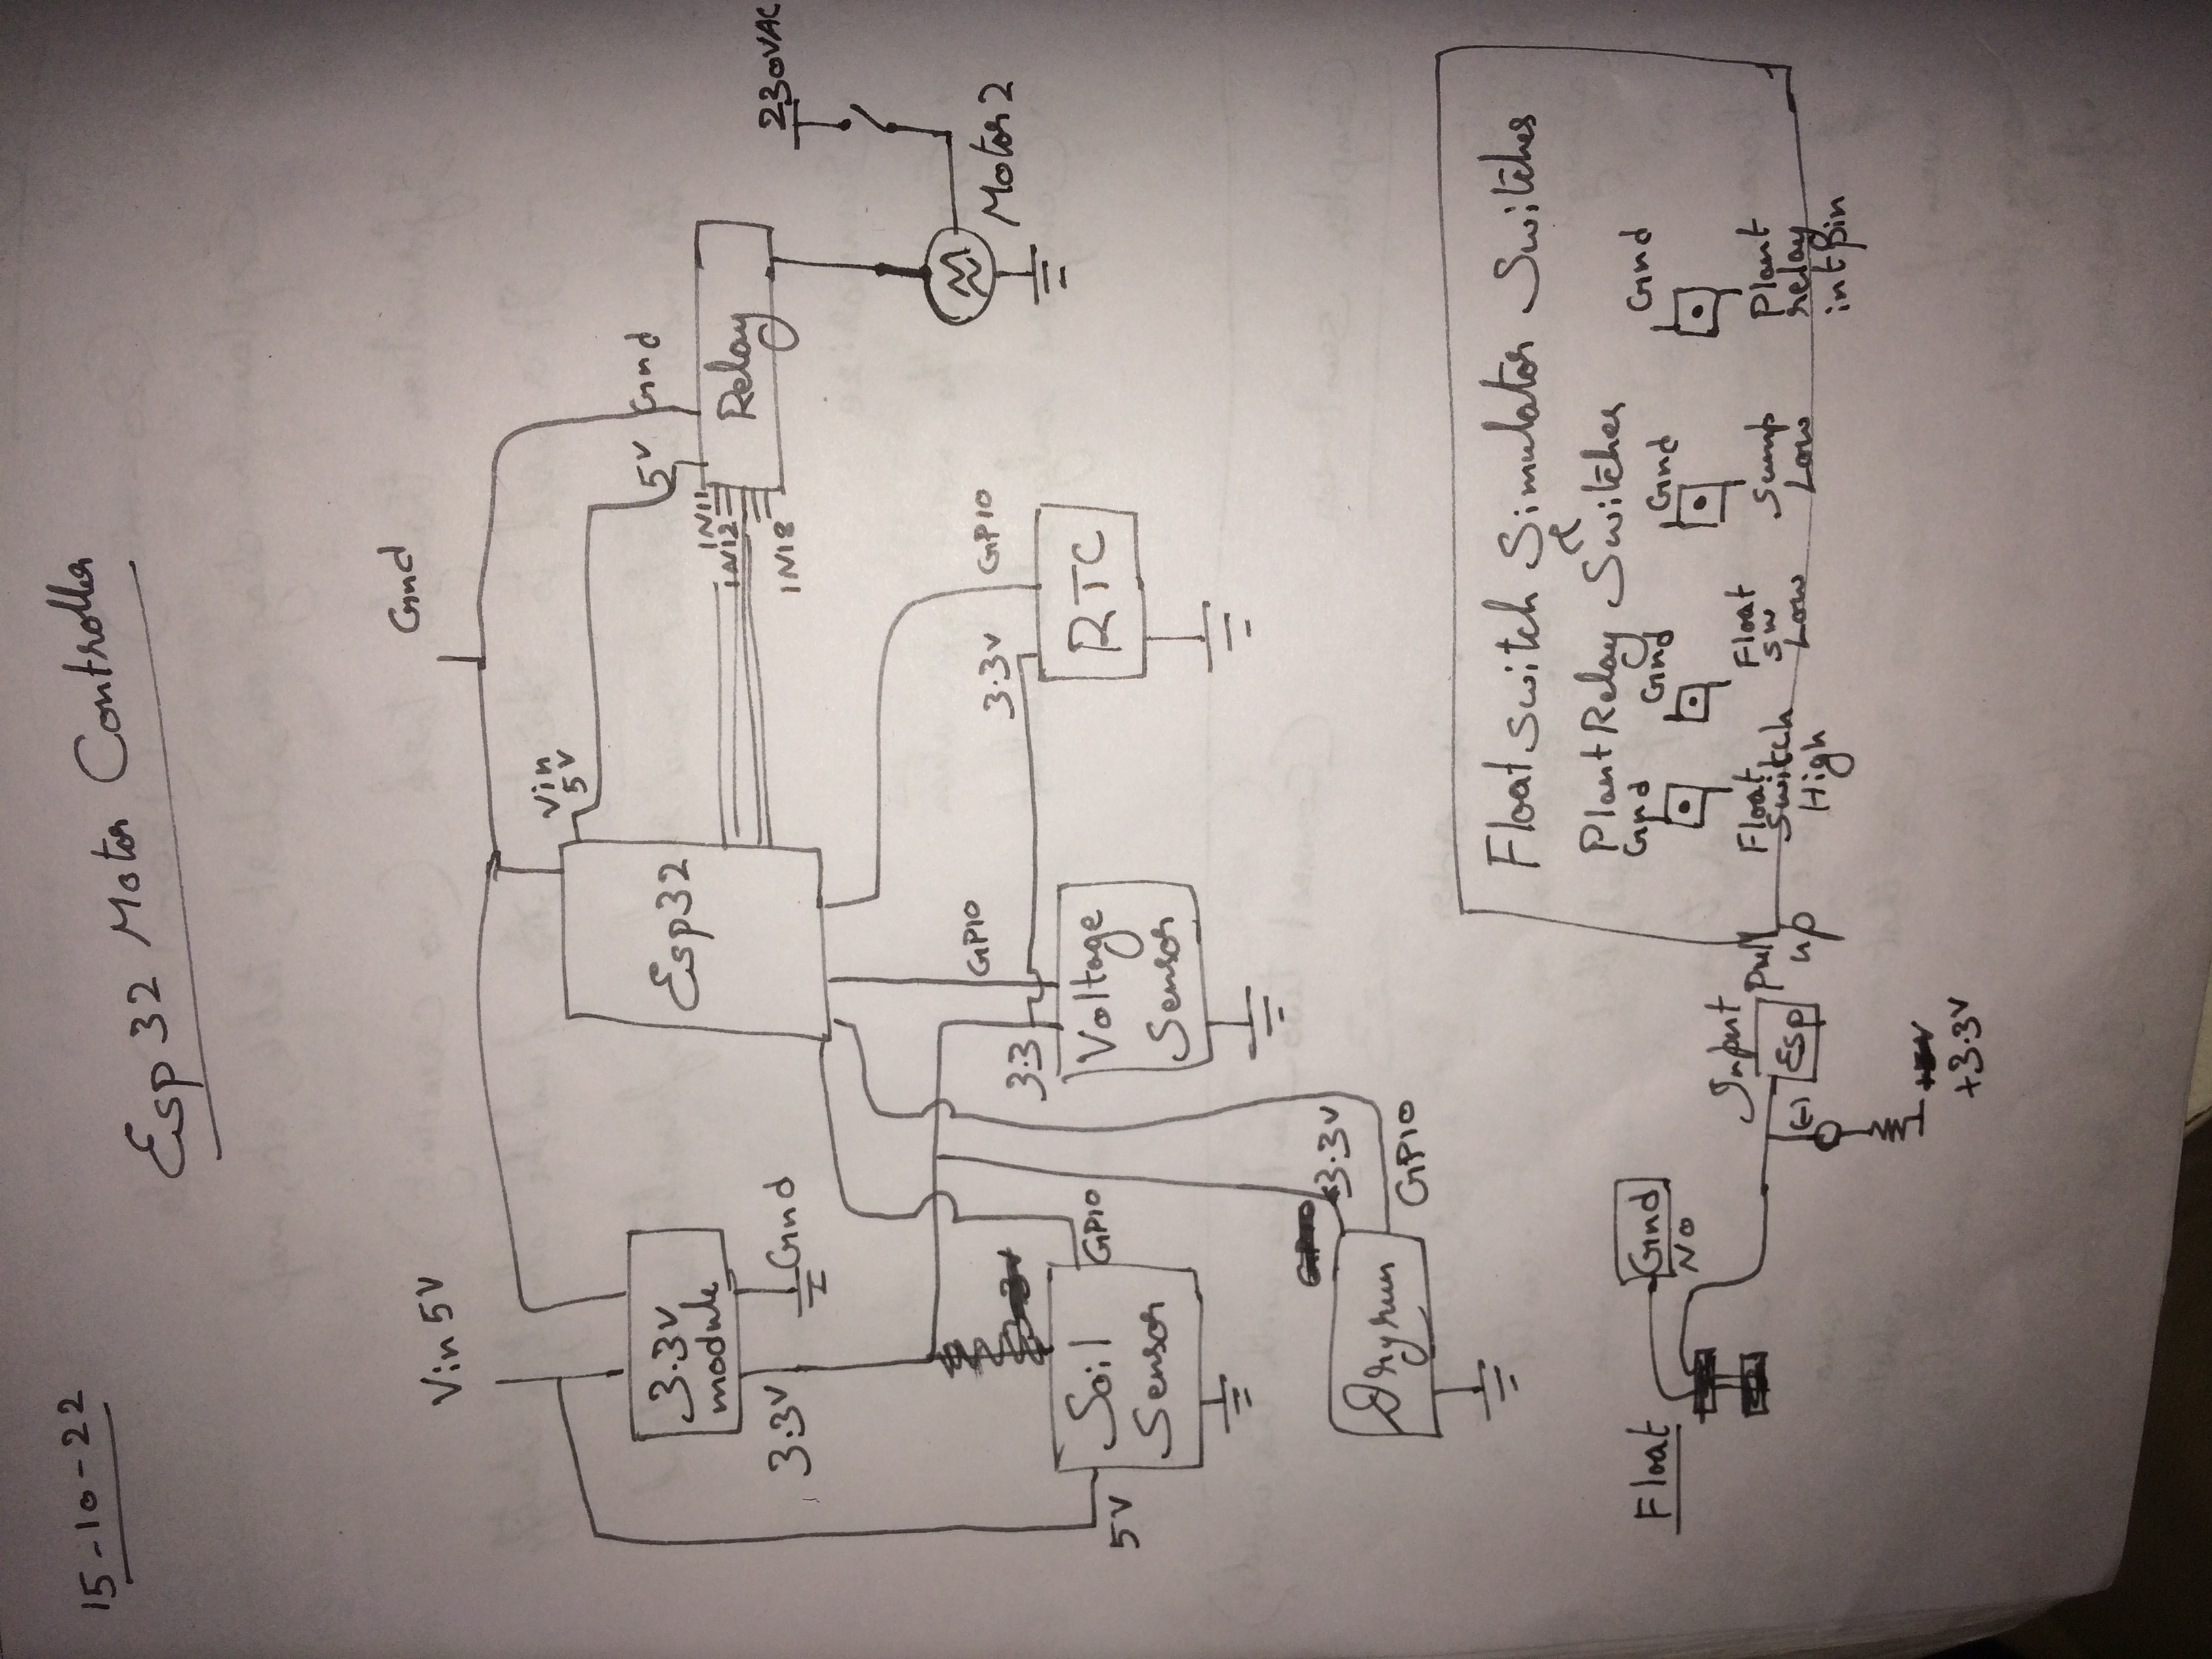 15-10-22
Esp32 Motor Controller
Gnd
Vin 5V
Vin
5V
5V Gnd
3.3V
module
Esp32
IN11
IN12
IN18
Relay
230VAC
3.3V
Gnd
GPIO
3.3V
GPIO
Motor 2
3.3
5V
Soil
Sensor
GPIO
Voltage
Sensor
RTC
3.3V
Dryrun
GPIO
Float switch Simulator Switches
&
Plant Relay Switches
Gnd
Gnd
Gnd
Gnd
Float
Switch
High
Float
SW
Low
Sump
Low
Plant
relay
int pin
Float
Gnd
NO
Input
Esp
Pull
up
(-)
+3.3V